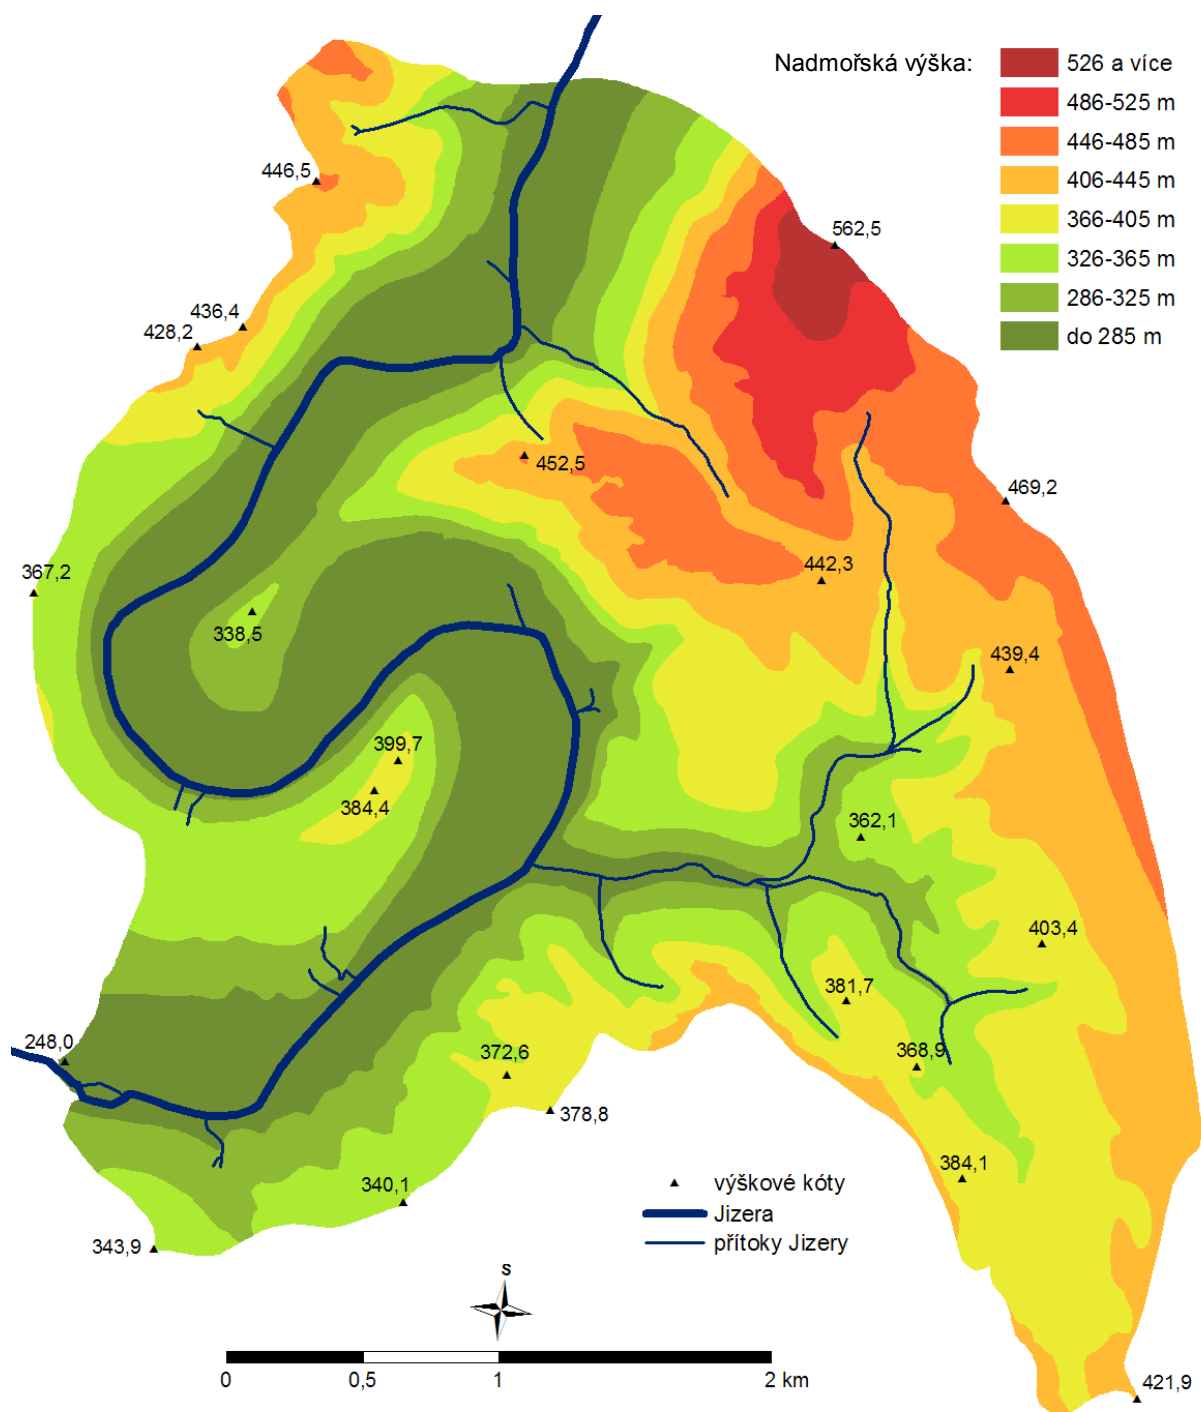 Nadmořská výška:
526 a více
486-525 m
446-485 m
406-445 m
366-405 m
326-365 m
286-325 m
do 285 m
446,5
562,5
436,4
428,2
452,5
469,2
367,2
442,3
338,5
439,4
399,7
384,4
362,1
403,4
381,7
248,0
372,6
368,9
378,8
384,1
340,1
343,9
421,9
výškové kóty
Jizera
přítoky Jizery
S
0 0,5 1 2 km